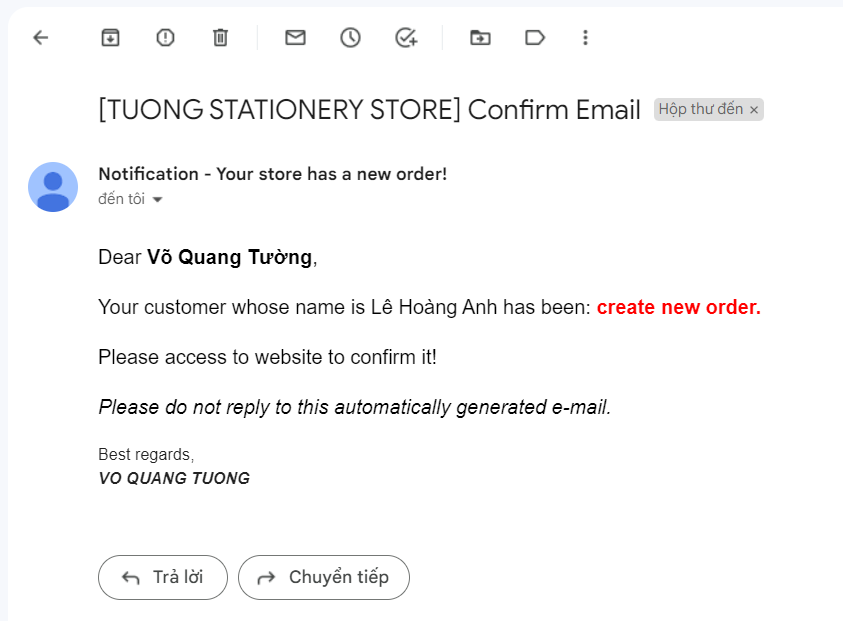 [TUONG STATIONERY STORE] Confirm Email Hộp thư đến ×
Notification - Your store has a new order!
đến tôi
Dear Võ Quang Tường,
Your customer whose name is Lê Hoàng Anh has been: create new order.
Please access to website to confirm it!
Please do not reply to this automatically generated e-mail.
Best regards,
VO QUANG TUONG
Trả lời Chuyển tiếp